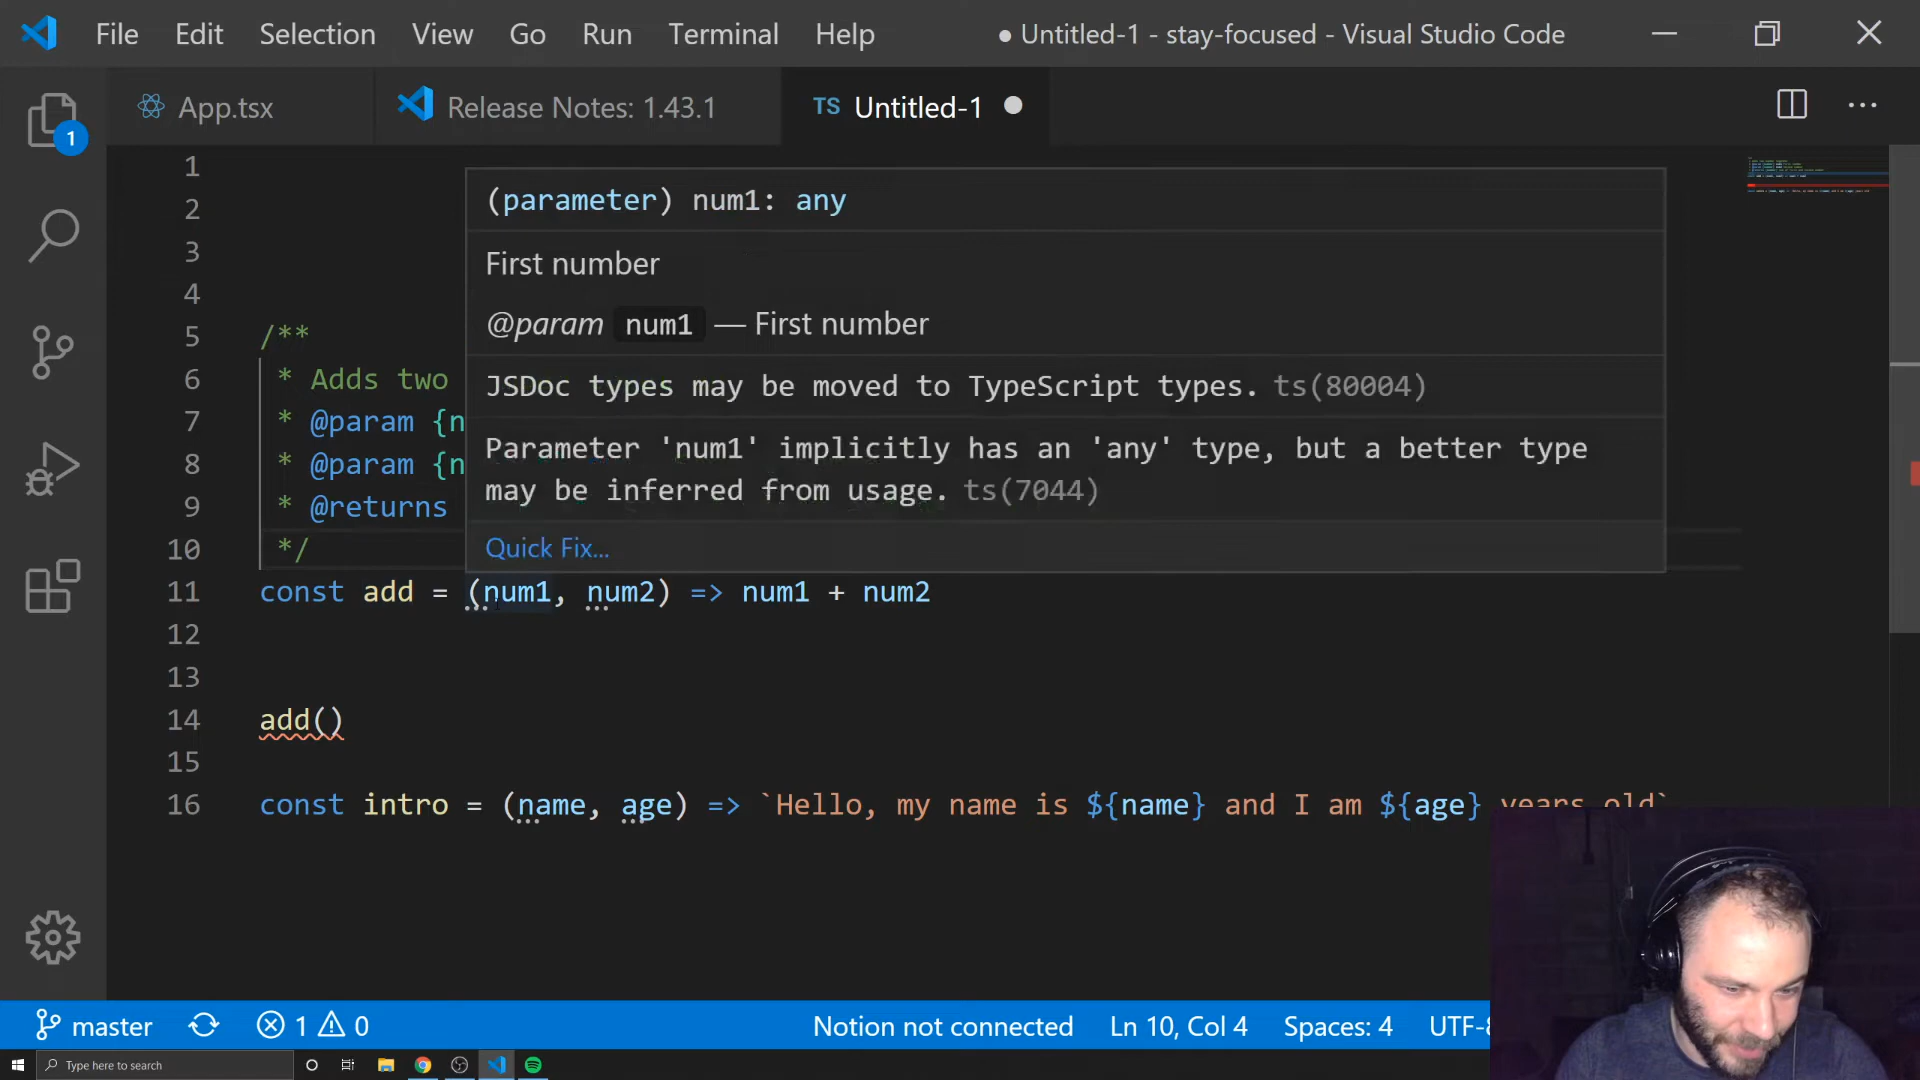 File Edit Selection View Go Run Terminal Help ● Untitled-1 - stay-focused - Visual Studio Code
App.tsx Release Notes: 1.43.1 TS Untitled-1
1
2 (parameter) num1: any
3 First number
4 @param num1 — First number
5 /**
6 * Adds two JSDoc types may be moved to TypeScript types. ts(80004)
7 * @param {n Parameter 'num1' implicitly has an 'any' type, but a better type
8 * @param {n may be inferred from usage. ts(7044)
9 * @returns
10 */ Quick Fix...
11 const add = (num1, num2) => num1 + num2
12
13
14 add()
15
16 const intro = (name, age) => `Hello, my name is ${name} and I am ${age} years old`
1
master 1 0 Notion not connected Ln 10, Col 4 Spaces: 4 UTF-8
Type here to search